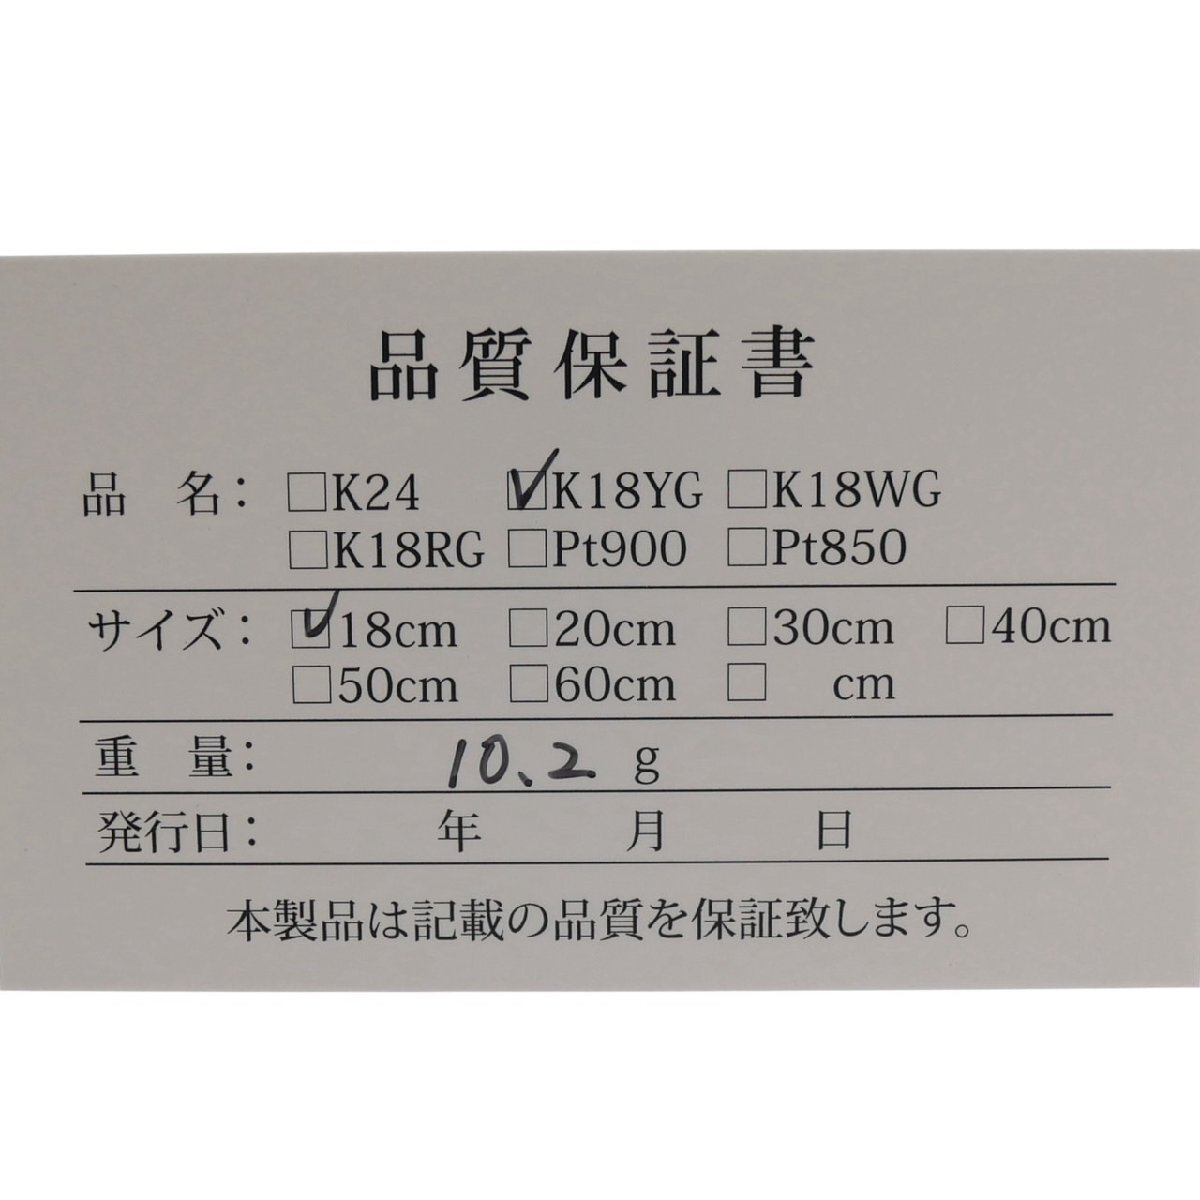 品質保証書
品 名： □K24 ☑K18YG □K18WG
□K18RG □Pt900 □Pt850
サイズ： ☑18cm □20cm □30cm □40cm
□50cm □60cm □ cm
重 量： 10.2 g
発行日： 年 月 日
本製品は記載の品質を保証致します。